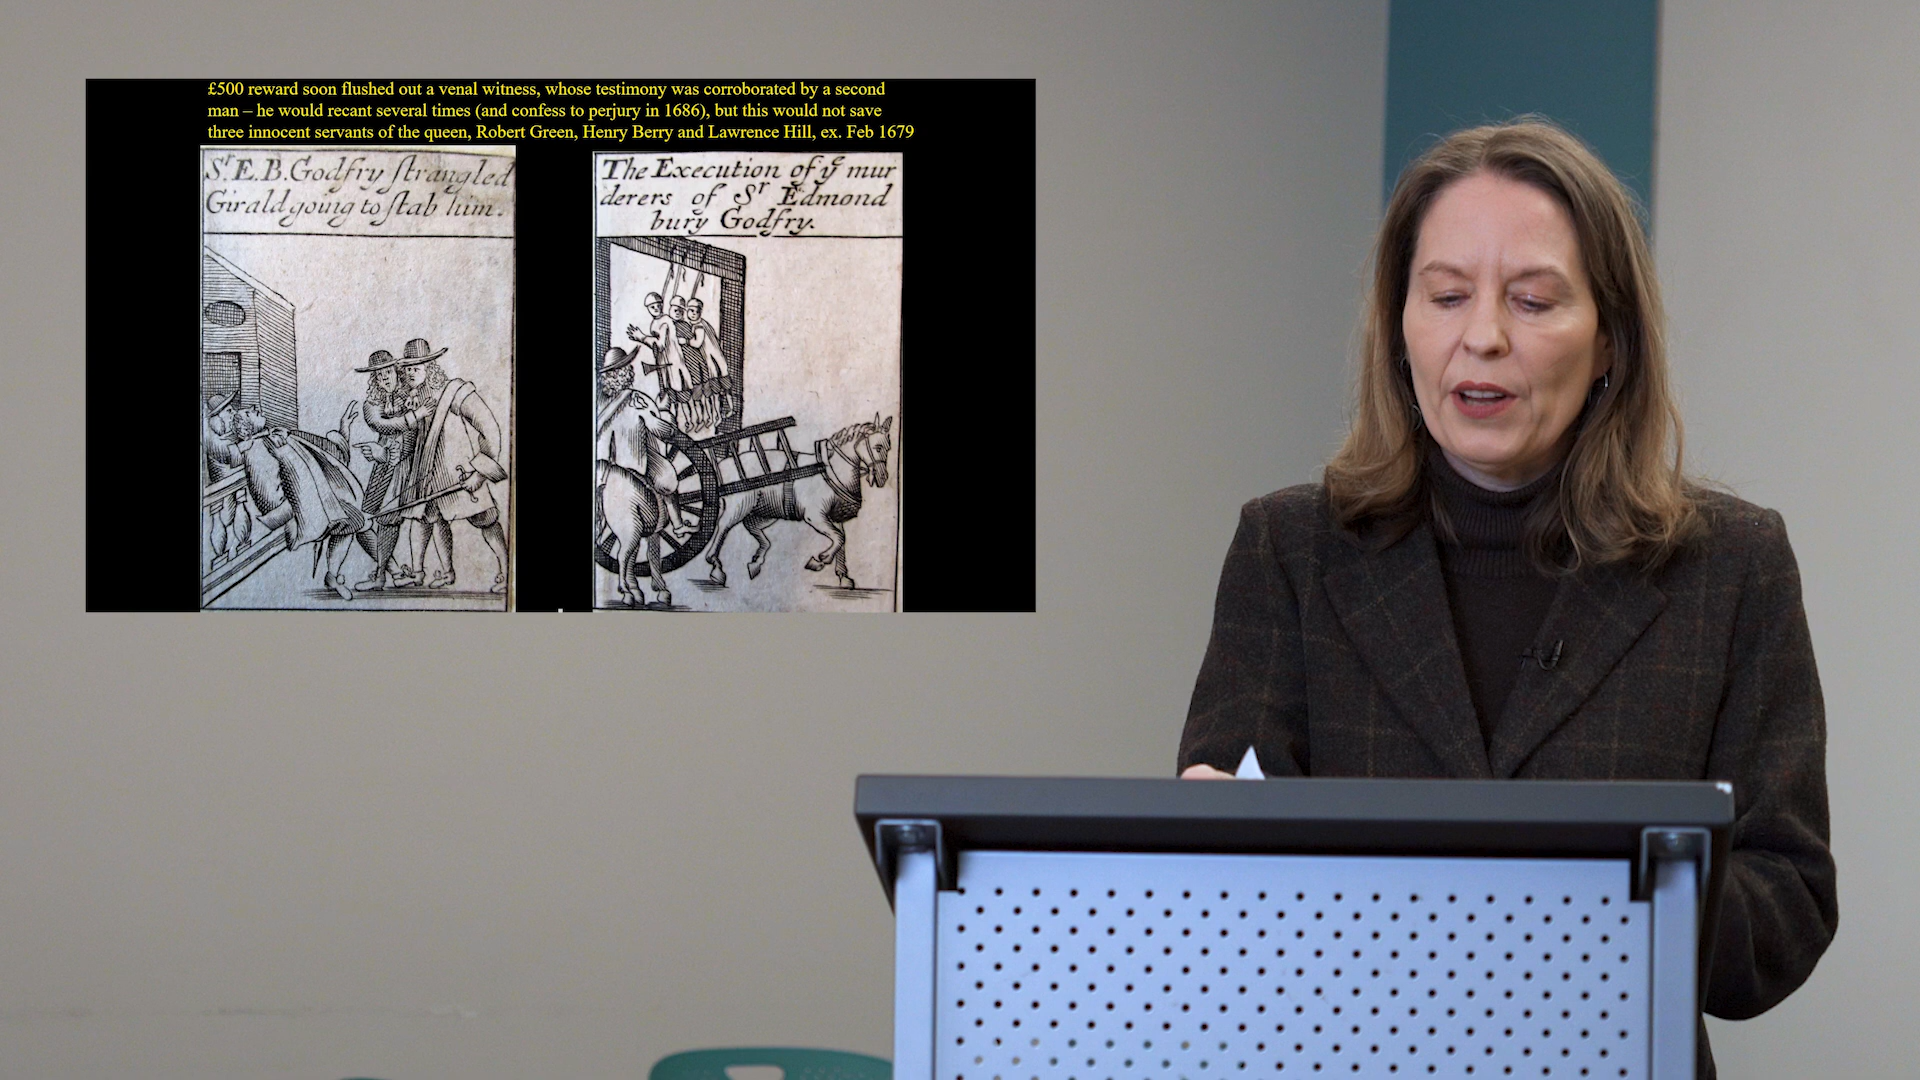 £500 reward soon flushed out a venal witness, whose testimony was corroborated by a second
man – he would recant several times (and confess to perjury in 1686), but this would not save
three innocent servants of the queen, Robert Green, Henry Berry and Lawrence Hill, ex. Feb 1679
Sr. E.B. Godfry ſtrangled
Girald going to ſtab him.
The Execution of ye mur
derers of Sr Edmond
bury Godfry.